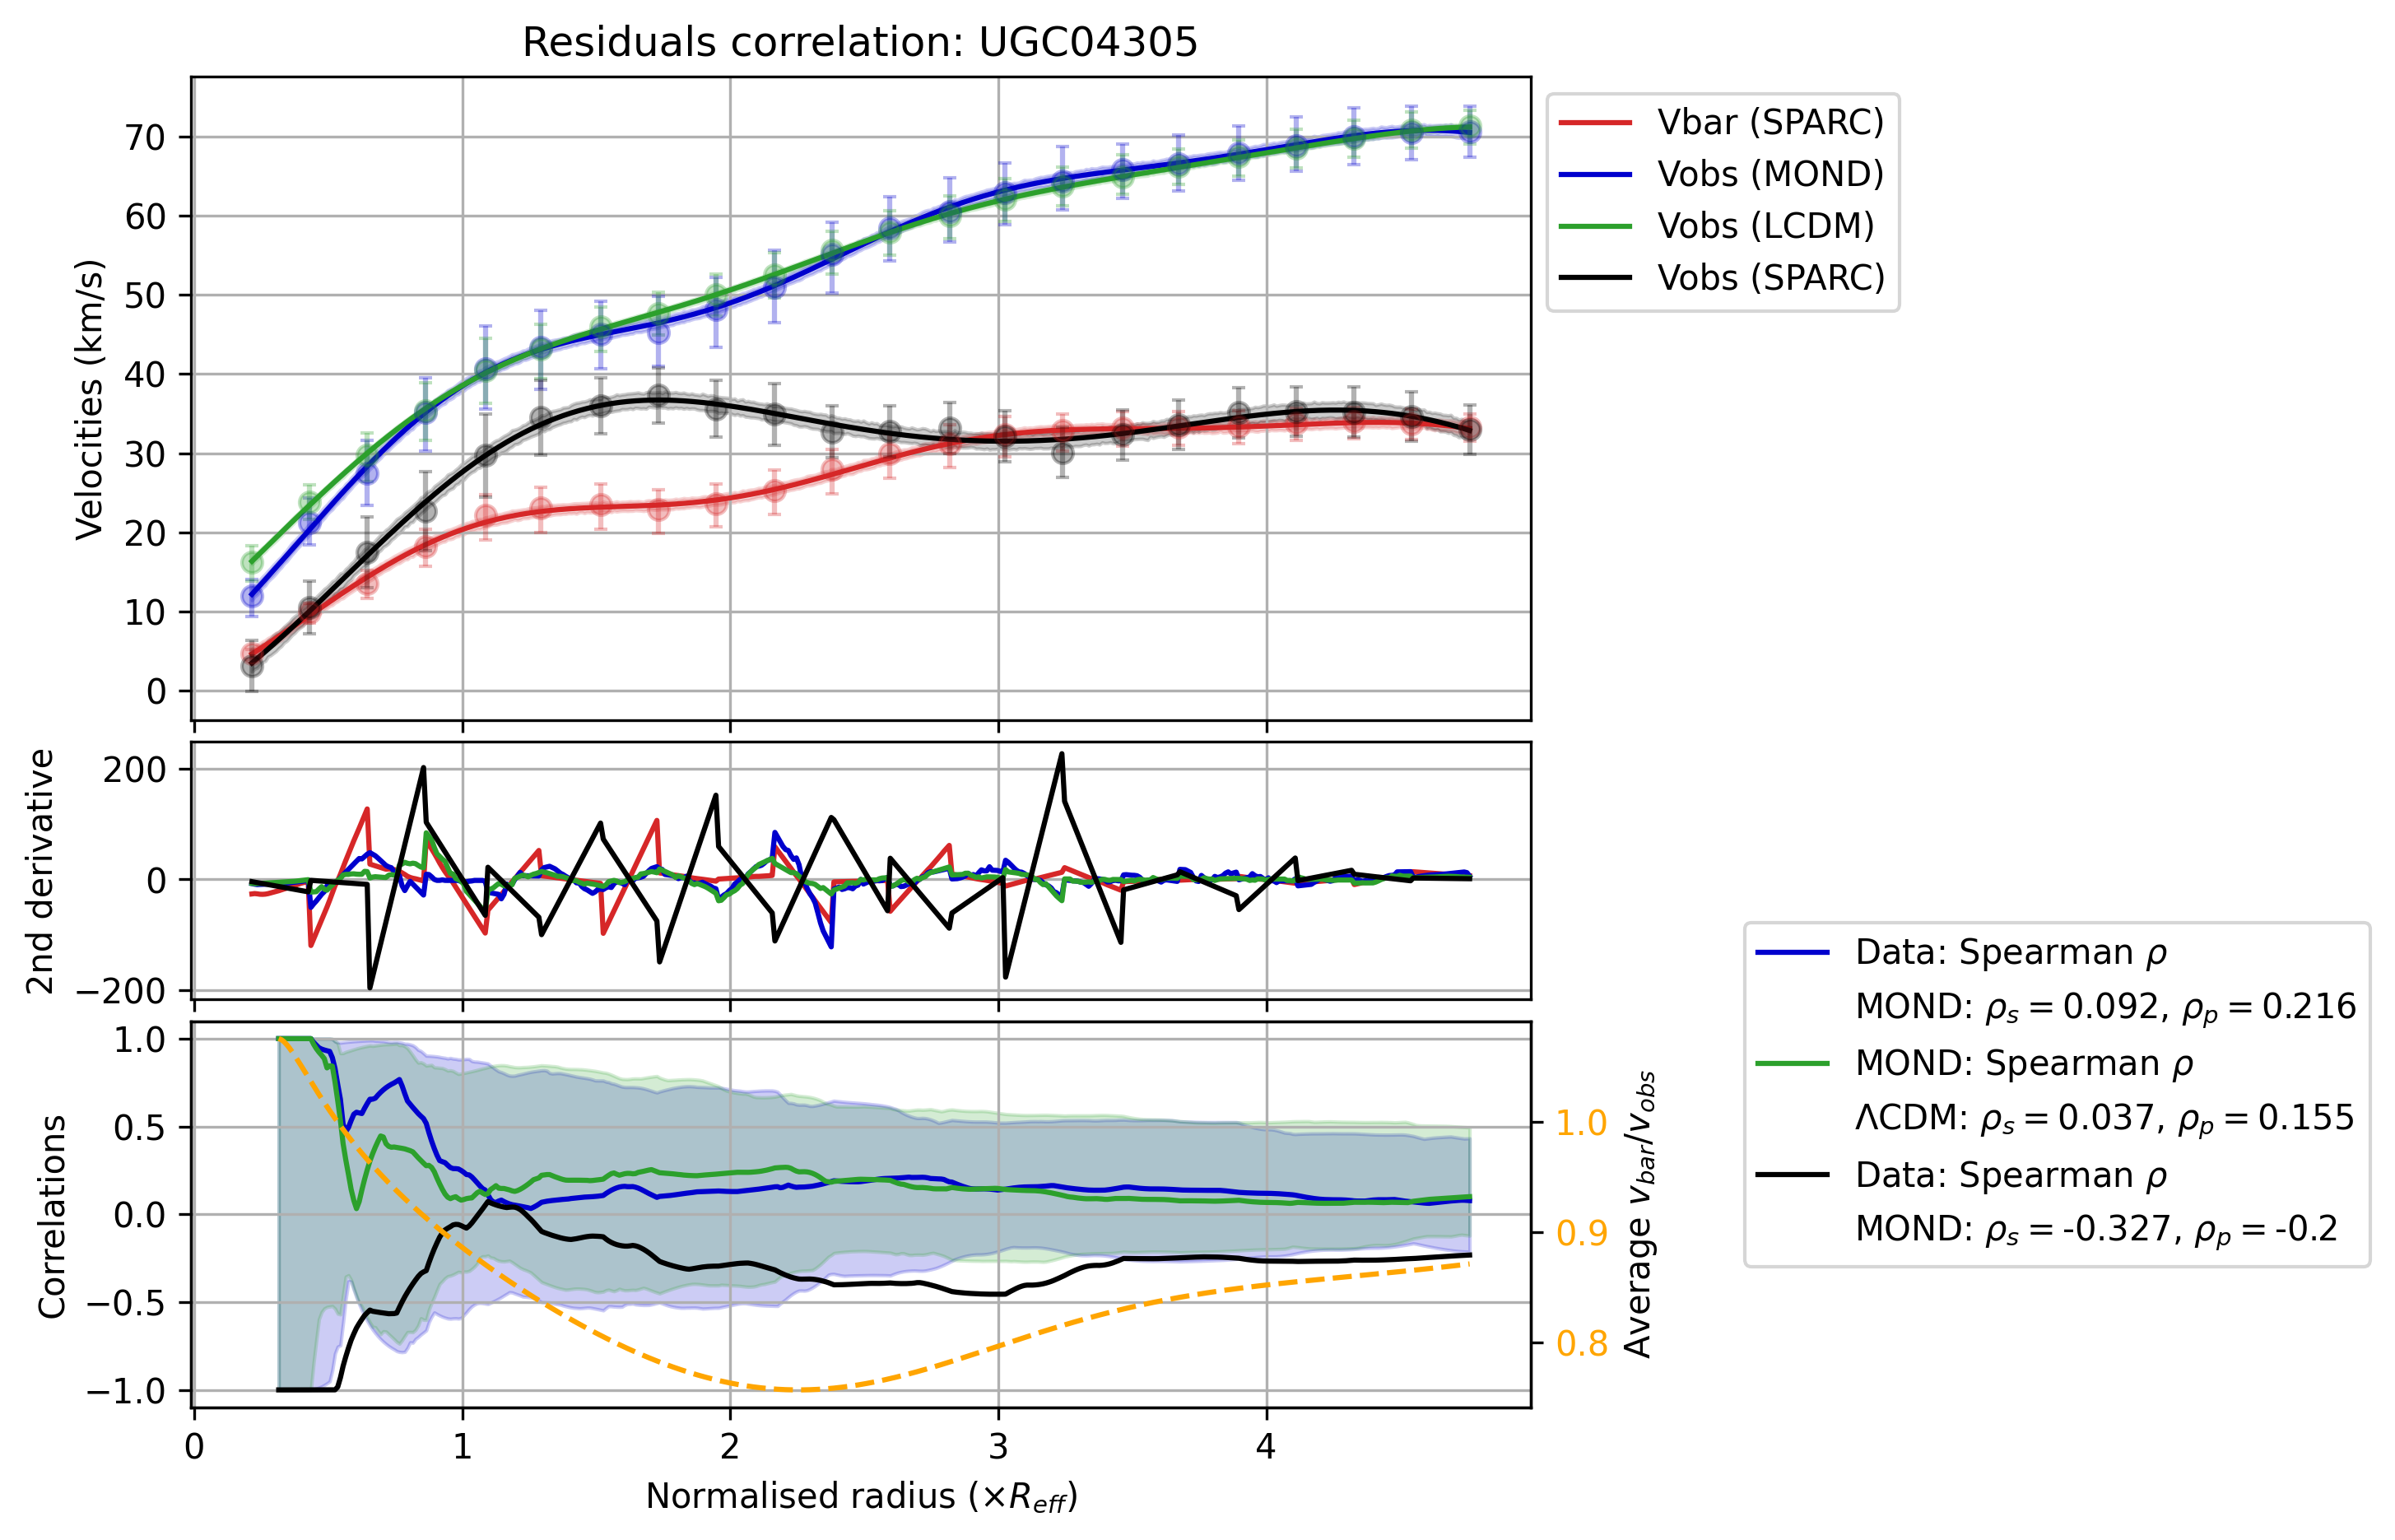 Residuals correlation: UGC04305
Velocities (km/s)
70
60
50
40
30
20
10
0
Vbar (SPARC)
Vobs (MOND)
Vobs (LCDM)
Vobs (SPARC)
2nd derivative
200
0
−200
Correlations
1.0
0.5
0.0
−0.5
−1.0
1.0
0.9
0.8
Average v_bar/v_obs
Data: Spearman ρ
MOND: ρ_s = 0.092, ρ_p = 0.216
MOND: Spearman ρ
ΛCDM: ρ_s = 0.037, ρ_p = 0.155
Data: Spearman ρ
MOND: ρ_s = -0.327, ρ_p = -0.2
0 1 2 3 4
Normalised radius (×R_eff)